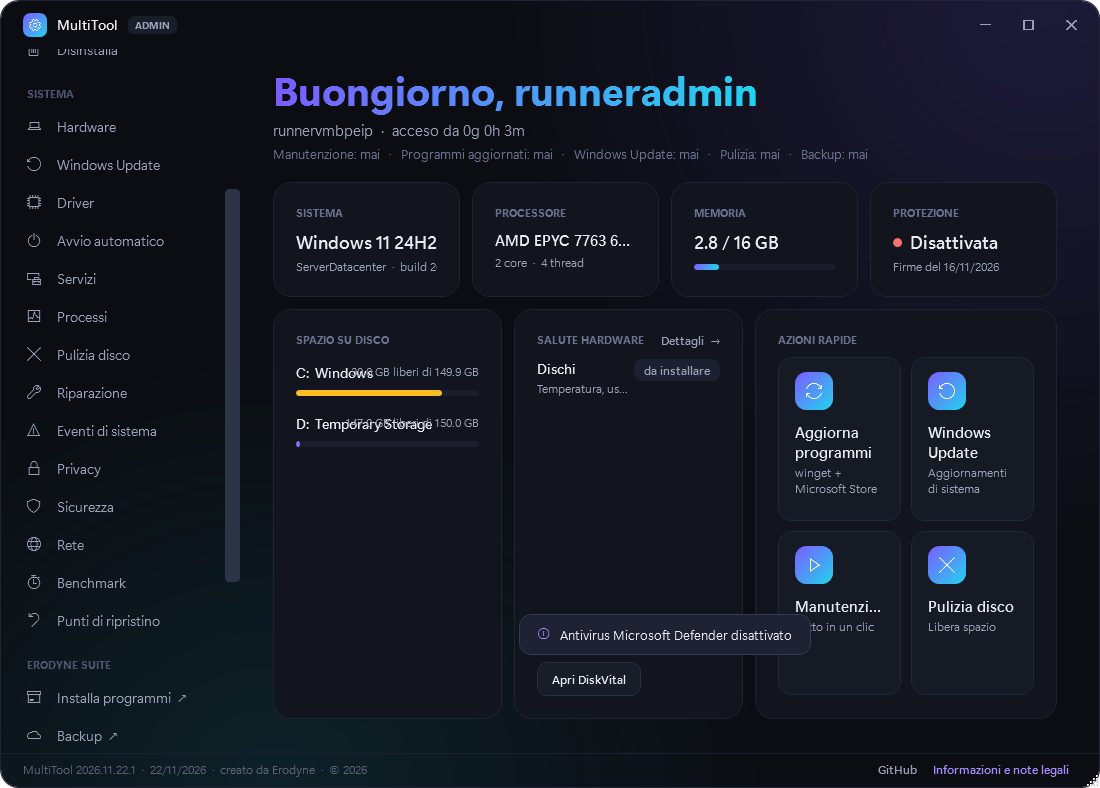 MultiTool ADMIN
Disinstalla
SISTEMA
Hardware
Windows Update
Driver
Avvio automatico
Servizi
Processi
Pulizia disco
Riparazione
Eventi di sistema
Privacy
Sicurezza
Rete
Benchmark
Punti di ripristino
ERODYNE SUITE
Installa programmi ↗
Backup ↗
Buongiorno, runneradmin
runnervmbpeip · acceso da 0g 0h 3m
Manutenzione: mai · Programmi aggiornati: mai · Windows Update: mai · Pulizia: mai · Backup: mai
SISTEMA
Windows 11 24H2
ServerDatacenter · build
PROCESSORE
AMD EPYC 7763 6...
2 core · 4 thread
MEMORIA
2.8 / 16 GB
PROTEZIONE
Disattivata
Firme del 16/11/2026
SPAZIO SU DISCO
C: Windows GB liberi di 149.9 GB
D: Temporary Storage GB liberi di 150.0 GB
SALUTE HARDWARE Dettagli →
Dischi da installare
Temperatura, us...
Apri DiskVital
AZIONI RAPIDE
Aggiorna
programmi
winget +
Microsoft Store
Windows
Update
Aggiornamenti
di sistema
Manutenzi...
in un clic
Pulizia disco
Libera spazio
Antivirus Microsoft Defender disattivato
MultiTool 2026.11.22.1 · 22/11/2026 · creato da Erodyne · © 2026
GitHub Informazioni e note legali